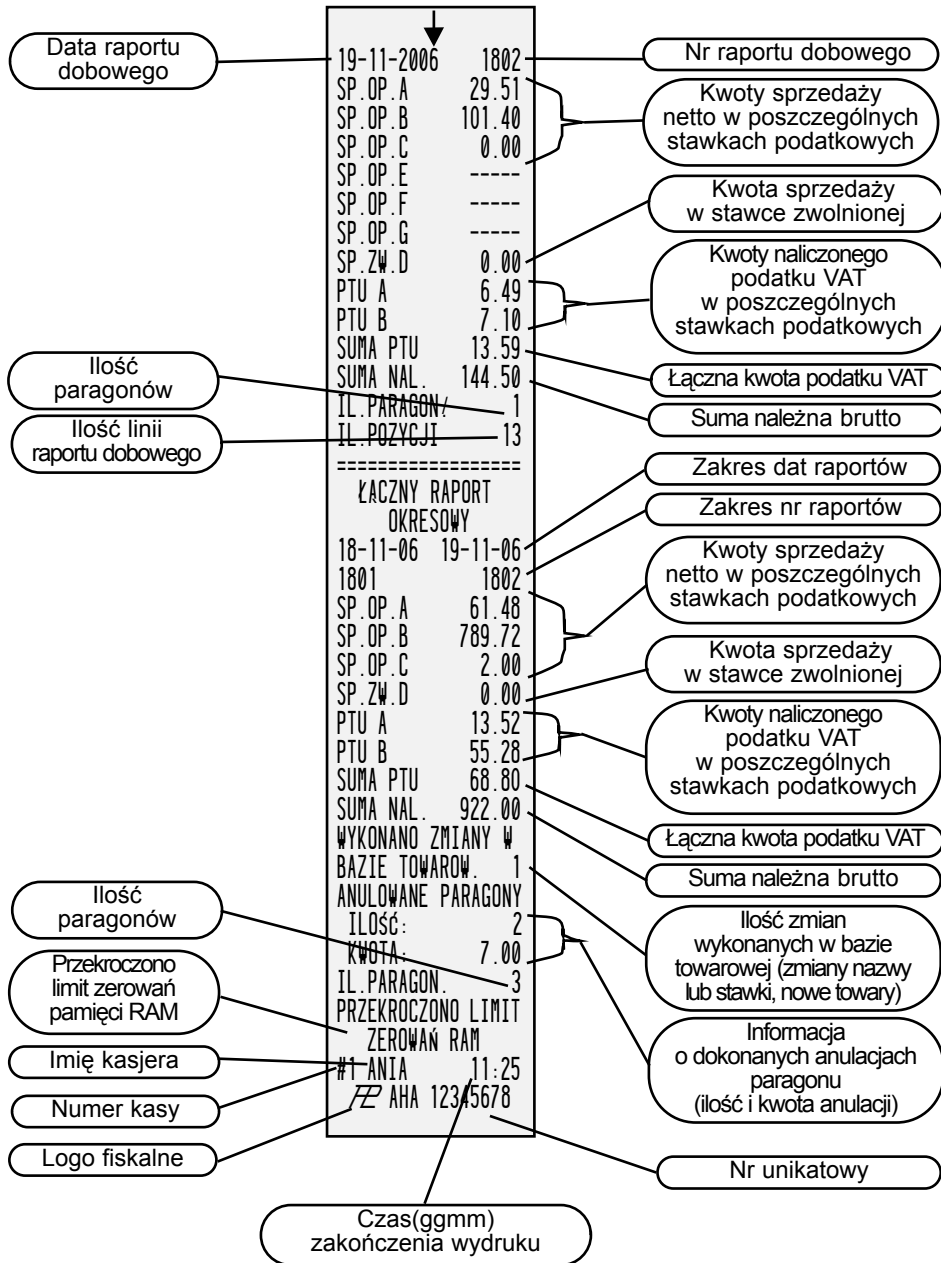 Data raportu
dobowego
Ilość
paragonów
Ilość linii
raportu dobowego
Ilość
paragonów
Przekroczono
limit zerowań
pamięci RAM
Imię kasjera
Numer kasy
Logo fiskalne
19-11-2006 1802
SP.OP.A 29.51
SP.OP.B 101.40
SP.OP.C 0.00
SP.OP.E -----
SP.OP.F -----
SP.OP.G -----
SP.ZW.D 0.00
PTU A 6.49
PTU B 7.10
SUMA PTU 13.59
SUMA NAL. 144.50
IL.PARAGON. 1
IL.POZYCJI 13
==================
ŁĄCZNY RAPORT
OKRESOWY
18-11-06 19-11-06
1801 1802
SP.OP.A 61.48
SP.OP.B 789.72
SP.OP.C 2.00
SP.ZW.D 0.00
PTU A 13.52
PTU B 55.28
SUMA PTU 68.80
SUMA NAL. 922.00
WYKONANO ZMIANY W
BAZIE TOWARÓW. 1
ANULOWANE PARAGONY
ILOŚĆ: 2
KWOTA: 7.00
IL.PARAGON. 3
PRZEKROCZONO LIMIT
ZEROWAŃ RAM
#1 ANIA 11:25
AHA 12345678
Nr raportu dobowego
Kwoty sprzedaży
netto w poszczególnych
stawkach podatkowych
Kwota sprzedaży
w stawce zwolnionej
Kwoty naliczonego
podatku VAT
w poszczególnych
stawkach podatkowych
Łączna kwota podatku VAT
Suma należna brutto
Zakres dat raportów
Zakres nr raportów
Kwoty sprzedaży
netto w poszczególnych
stawkach podatkowych
Kwota sprzedaży
w stawce zwolnionej
Kwoty naliczonego
podatku VAT
w poszczególnych
stawkach podatkowych
Łączna kwota podatku VAT
Suma należna brutto
Ilość zmian
wykonanych w bazie
towarowej (zmiany nazwy
lub stawki, nowe towary)
Informacja
o dokonanych anulacjach
paragonu
(ilość i kwota anulacji)
Nr unikatowy
Czas(ggmm)
zakończenia wydruku